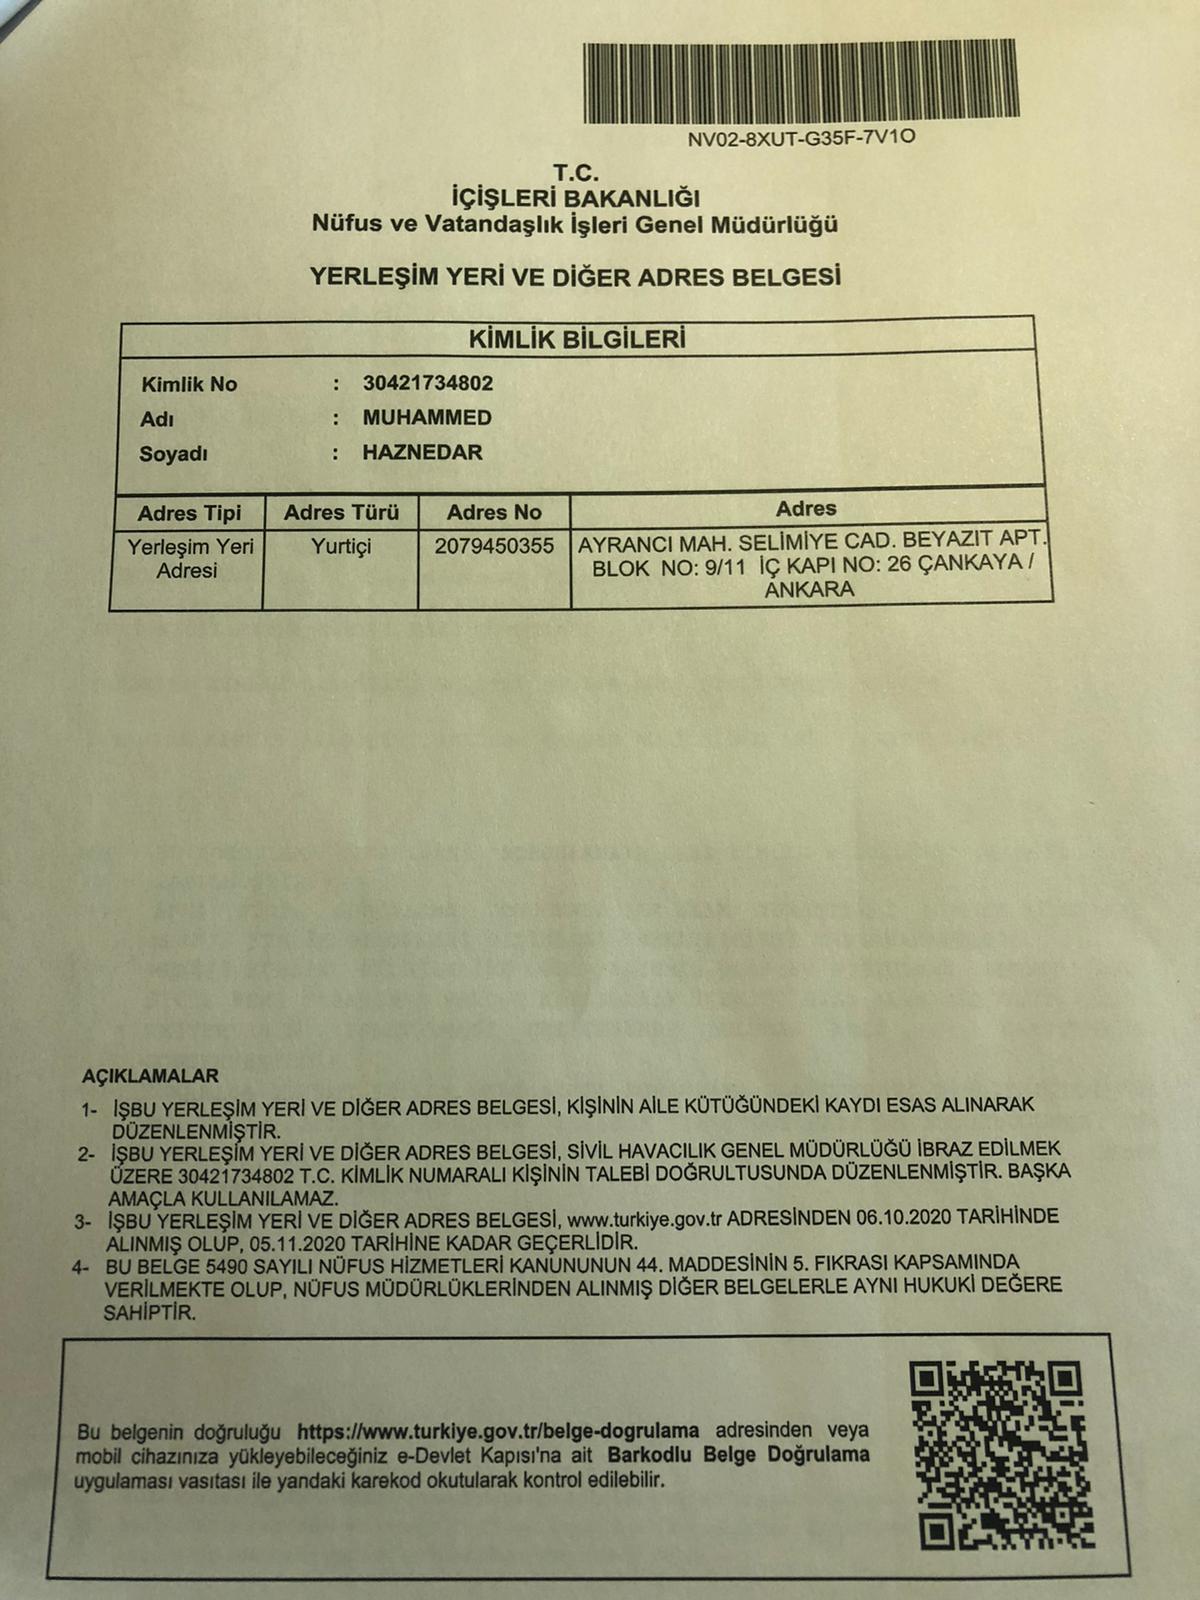 NV02-8XUT-G35F-7V1O
T.C.
İÇİŞLERİ BAKANLIĞI
Nüfus ve Vatandaşlık İşleri Genel Müdürlüğü
YERLEŞİM YERİ VE DİĞER ADRES BELGESİ
KİMLİK BİLGİLERİ
Kimlik No : 30421734802
Adı : MUHAMMED
Soyadı : HAZNEDAR
Adres Tipi Adres Türü Adres No Adres
Yerleşim Yeri Yurtiçi 2079450355 AYRANCI MAH. SELİMİYE CAD. BEYAZIT APT.
Adresi BLOK NO: 9/11 İÇ KAPI NO: 26 ÇANKAYA /
ANKARA
AÇIKLAMALAR
1- İŞBU YERLEŞİM YERİ VE DİĞER ADRES BELGESİ, KİŞİNİN AİLE KÜTÜĞÜNDEKİ KAYDI ESAS ALINARAK
DÜZENLENMİŞTİR.
2- İŞBU YERLEŞİM YERİ VE DİĞER ADRES BELGESİ, SİVİL HAVACILIK GENEL MÜDÜRLÜĞÜ İBRAZ EDİLMEK
ÜZERE 30421734802 T.C. KİMLİK NUMARALI KİŞİNİN TALEBİ DOĞRULTUSUNDA DÜZENLENMİŞTİR. BAŞKA
AMAÇLA KULLANILAMAZ.
3- İŞBU YERLEŞİM YERİ VE DİĞER ADRES BELGESİ, www.turkiye.gov.tr ADRESİNDEN 06.10.2020 TARİHİNDE
ALINMIŞ OLUP, 05.11.2020 TARİHİNE KADAR GEÇERLİDİR.
4- BU BELGE 5490 SAYILI NÜFUS HİZMETLERİ KANUNUNUN 44. MADDESİNİN 5. FIKRASI KAPSAMINDA
VERİLMEKTE OLUP, NÜFUS MÜDÜRLÜKLERİNDEN ALINMIŞ DİĞER BELGELERLE AYNI HUKUKİ DEĞERE
SAHİPTİR.
Bu belgenin doğruluğu https://www.turkiye.gov.tr/belge-dogrulama adresinden veya
mobil cihazınıza yükleyebileceğiniz e-Devlet Kapısı'na ait Barkodlu Belge Doğrulama
uygulaması vasıtası ile yandaki karekod okutularak kontrol edilebilir.